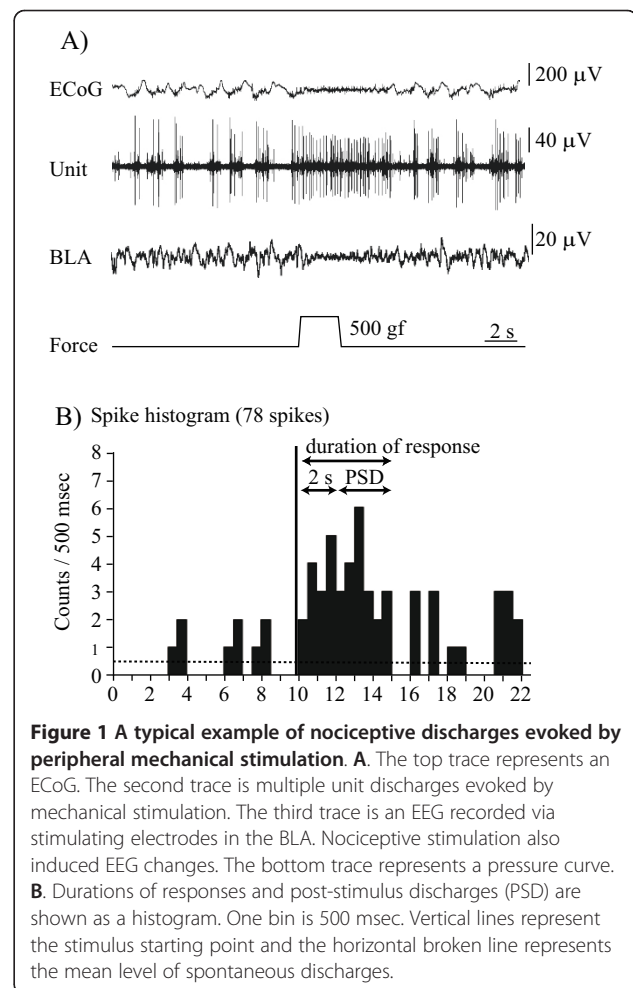 A)
ECoG
200 µV
Unit
40 µV
BLA
20 µV
Force
500 gf
2 s
B) Spike histogram (78 spikes)
duration of response
2 s
PSD
Counts / 500 msec
8
7
6
5
4
3
2
1
0
0 2 4 6 8 10 12 14 16 18 20 22
Figure 1 A typical example of nociceptive discharges evoked by
peripheral mechanical stimulation. A. The top trace represents an
ECoG. The second trace is multiple unit discharges evoked by
mechanical stimulation. The third trace is an EEG recorded via
stimulating electrodes in the BLA. Nociceptive stimulation also
induced EEG changes. The bottom trace represents a pressure curve.
B. Durations of responses and post-stimulus discharges (PSD) are
shown as a histogram. One bin is 500 msec. Vertical lines represent
the stimulus starting point and the horizontal broken line represents
the mean level of spontaneous discharges.